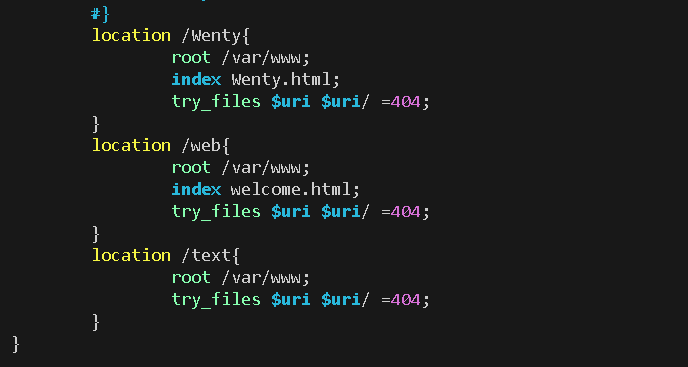 #}
location /Wenty{
root /var/www;
index Wenty.html;
try_files $uri $uri/ =404;
}
location /web{
root /var/www;
index welcome.html;
try_files $uri $uri/ =404;
}
location /text{
root /var/www;
try_files $uri $uri/ =404;
}
}